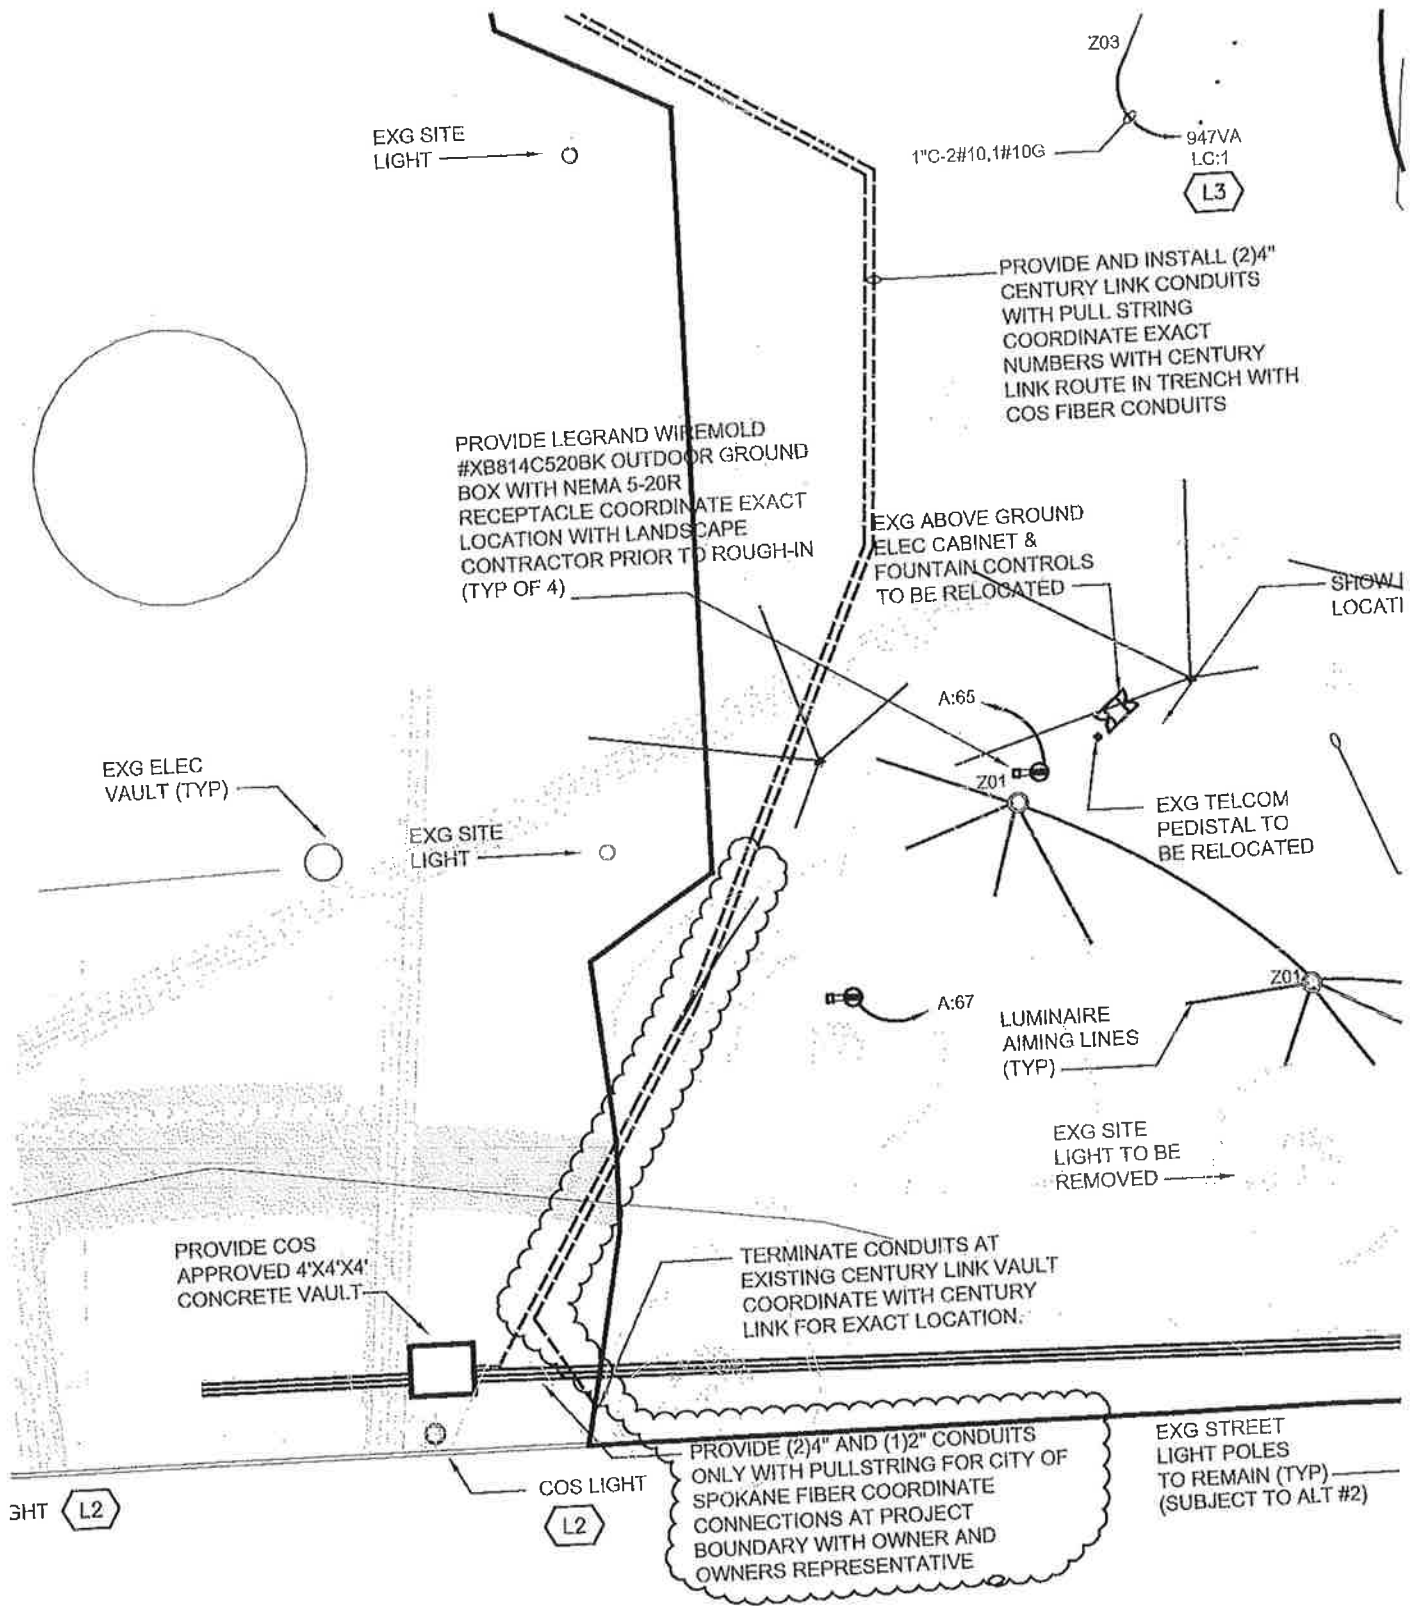 Z03
EXG SITE
LIGHT
1"C-2#10,1#10G
947VA
LC:1
L3
PROVIDE AND INSTALL (2)4"
CENTURY LINK CONDUITS
WITH PULL STRING
COORDINATE EXACT
NUMBERS WITH CENTURY
LINK ROUTE IN TRENCH WITH
COS FIBER CONDUITS
PROVIDE LEGRAND WIREMOLD
#XB814C520BK OUTDOOR GROUND
BOX WITH NEMA 5-20R
RECEPTACLE COORDINATE EXACT
LOCATION WITH LANDSCAPE
CONTRACTOR PRIOR TO ROUGH-IN
(TYP OF 4)
EXG ABOVE GROUND
ELEC CABINET &
FOUNTAIN CONTROLS
TO BE RELOCATED
SHOW
LOCATI
A:65
Z01
EXG ELEC
VAULT (TYP)
EXG SITE
LIGHT
EXG TELCOM
PEDISTAL TO
BE RELOCATED
Z01
A:67
LUMINAIRE
AIMING LINES
(TYP)
EXG SITE
LIGHT TO BE
REMOVED
PROVIDE COS
APPROVED 4'X4'X4'
CONCRETE VAULT
TERMINATE CONDUITS AT
EXISTING CENTURY LINK VAULT
COORDINATE WITH CENTURY
LINK FOR EXACT LOCATION.
GHT
L2
COS LIGHT
L2
PROVIDE (2)4" AND (1)2" CONDUITS
ONLY WITH PULLSTRING FOR CITY OF
SPOKANE FIBER COORDINATE
CONNECTIONS AT PROJECT
BOUNDARY WITH OWNER AND
OWNERS REPRESENTATIVE
EXG STREET
LIGHT POLES
TO REMAIN (TYP)
(SUBJECT TO ALT #2)